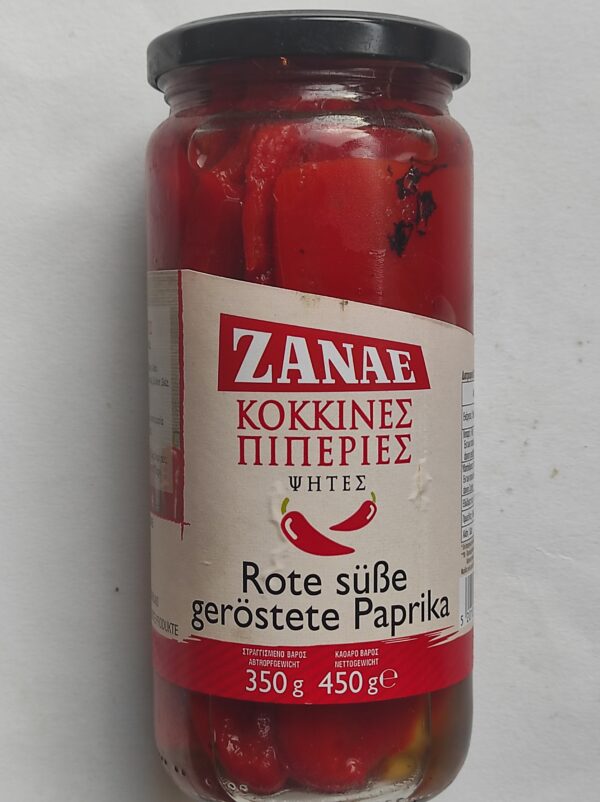 ZANAE
ΚΟΚΚΙΝΕΣ
ΠΙΠΕΡΙΕΣ
ΨΗΤΕΣ
Rote süße
geröstete Paprika
ΣΤΡΑΓΓΙΣΜΕΝΟ ΒΑΡΟΣ
ABTROPFGEWICHT
350 g
ΚΑΘΑΡΟ ΒΑΡΟΣ
NETTOGEWICHT
450 g e